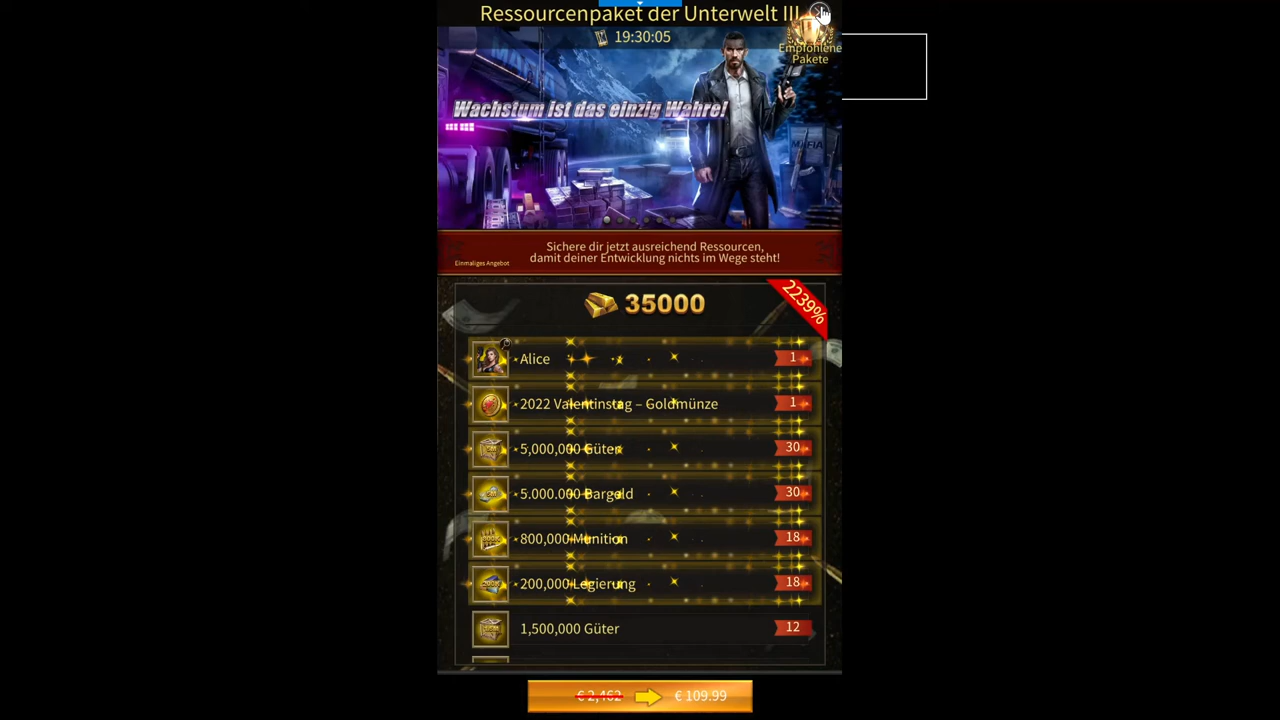 Ressourcenpaket der Unterwelt III
19:30:05
Empfohlene
Pakete
Wachstum ist das einzig Wahre!
MAFIA
Sichere dir jetzt ausreichend Ressourcen,
damit deiner Entwicklung nichts im Wege steht!
Einmaliges Angebot
35000
2239%
Alice 1
2022 Valentinstag – Goldmünze 1
5,000,000 Güter 30
5.000.000 Bargeld 30
800,000 Munition 18
200,000 Legierung 18
1,500,000 Güter 12
€ 2,462 € 109.99